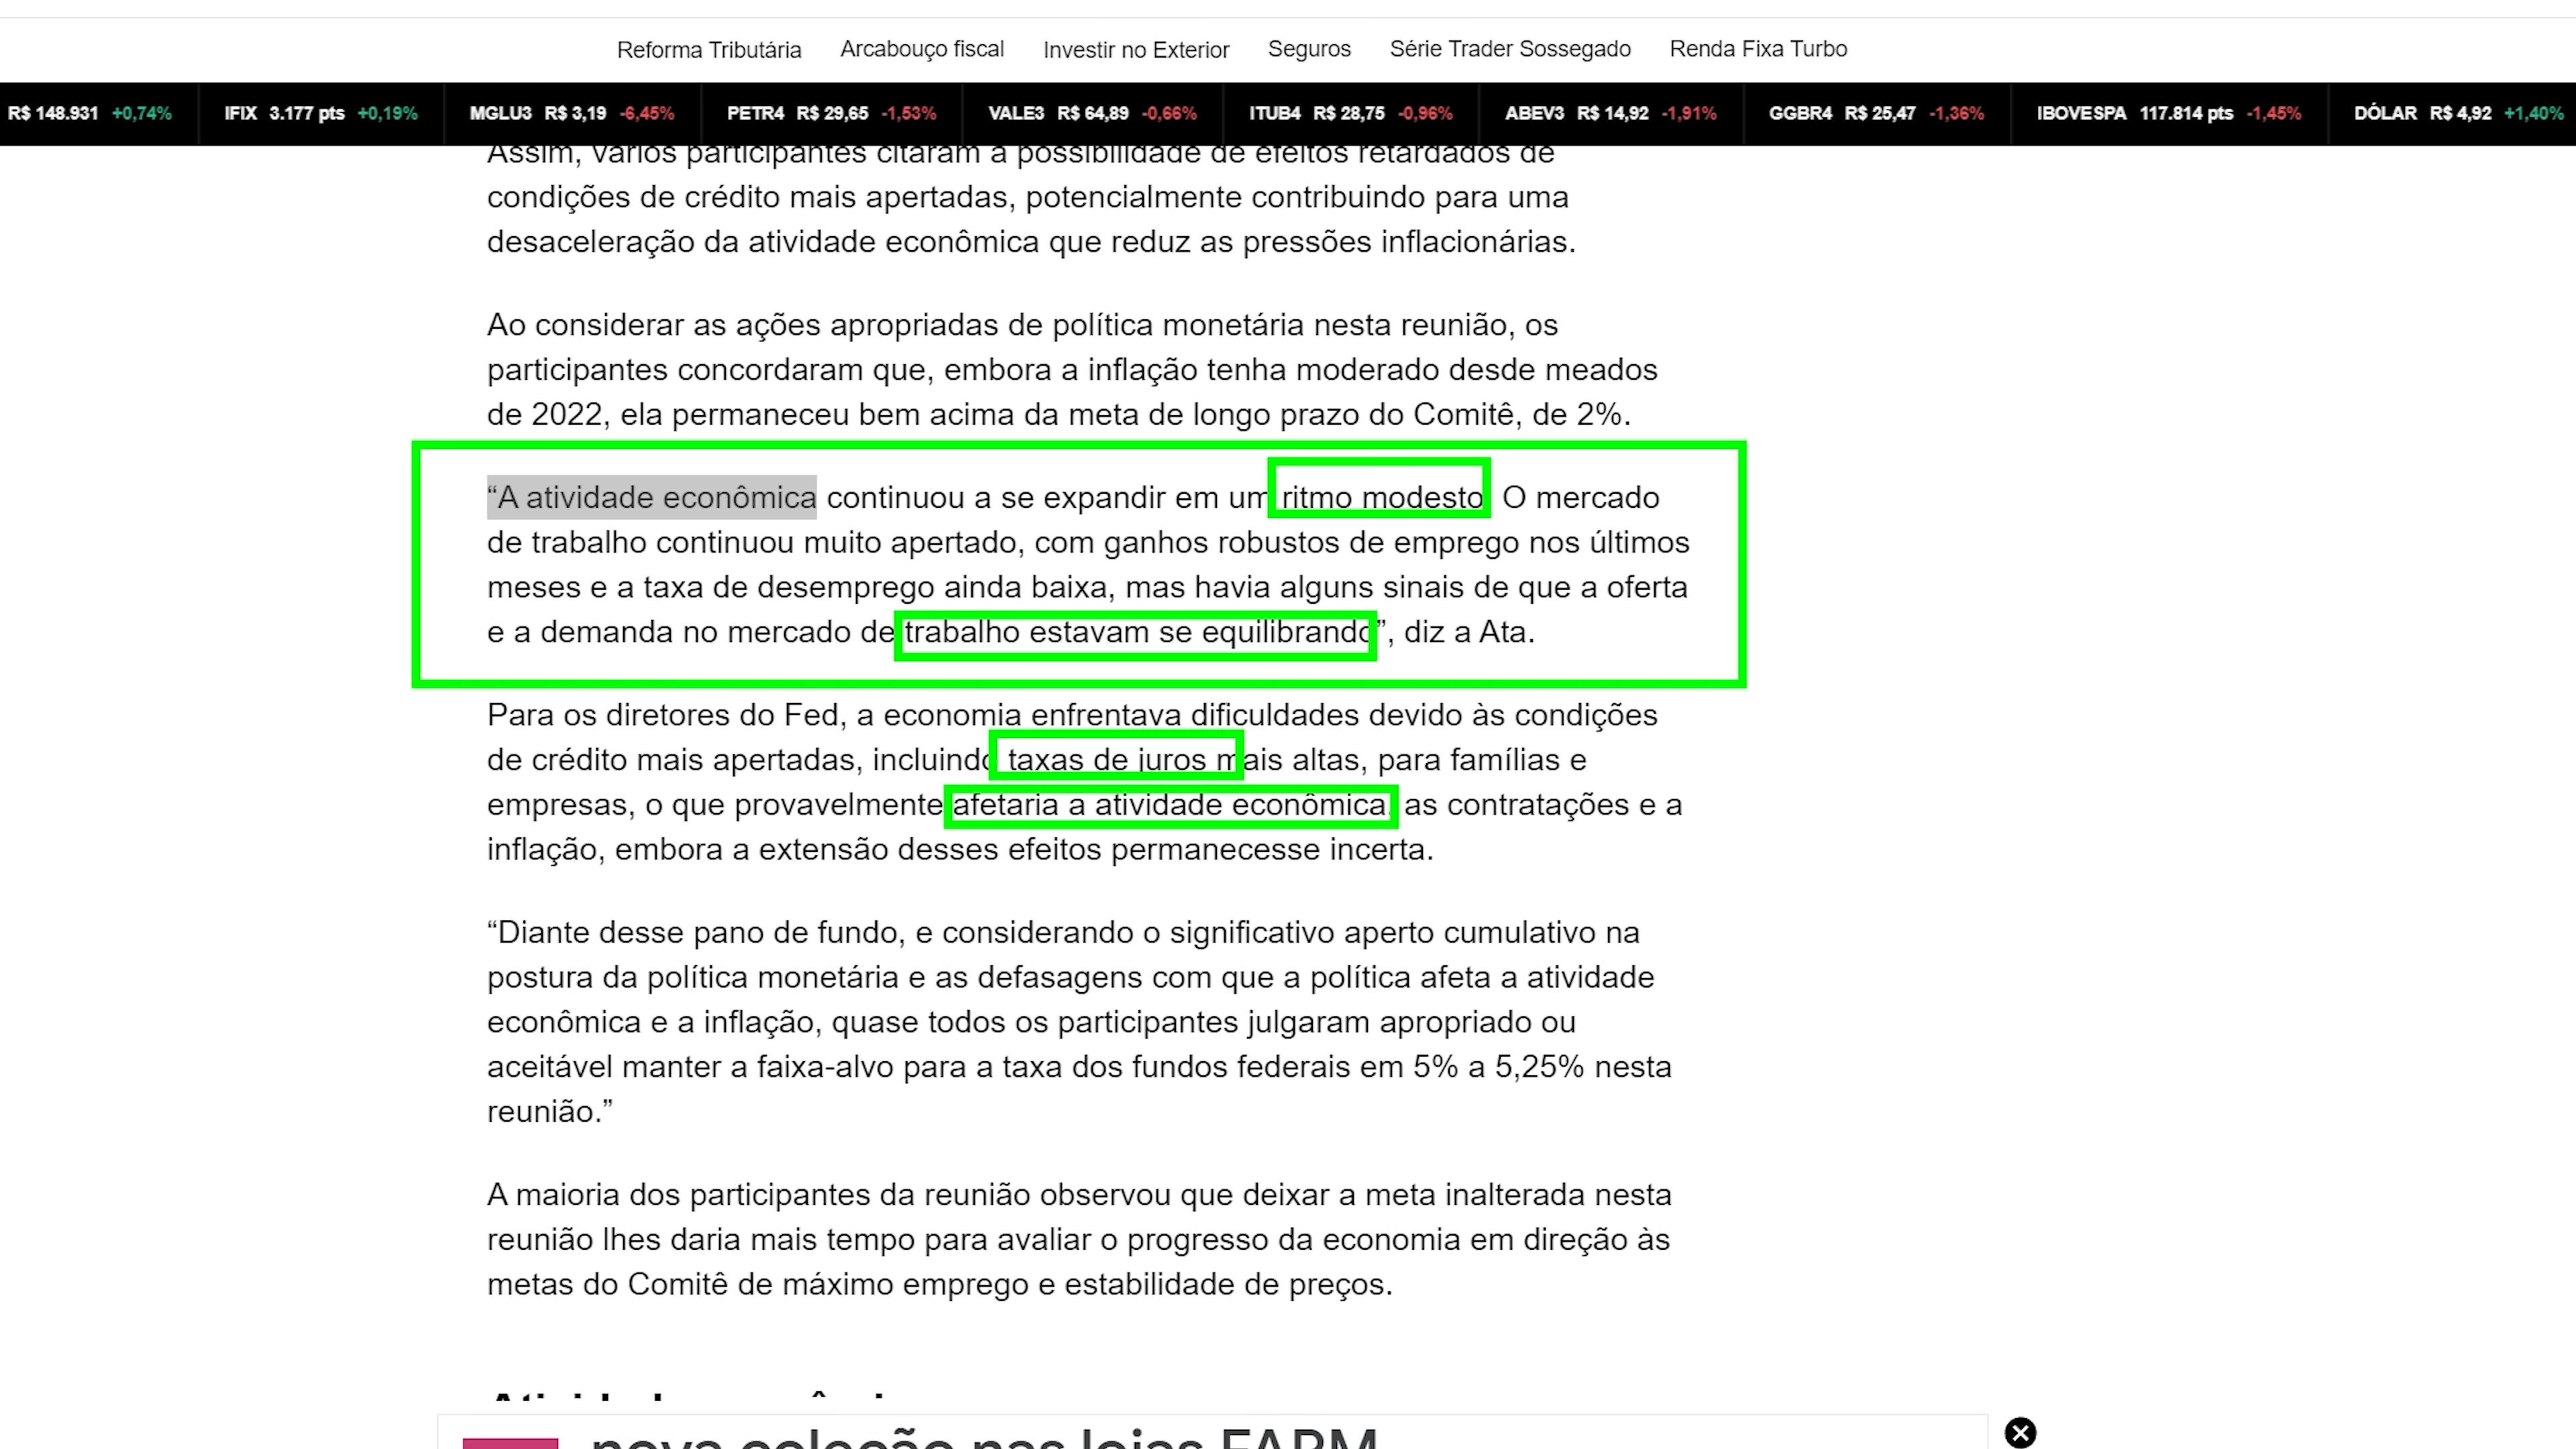 Reforma Tributária Arcabouço fiscal Investir no Exterior Seguros Série Trader Sossegado Renda Fixa Turbo
R$ 148.931 +0,74% IFIX 3.177 pts +0,19% MGLU3 R$ 3,19 -6,45% PETR4 R$ 29,65 -1,53% VALE3 R$ 64,89 -0,66% ITUB4 R$ 28,75 -0,96% ABEV3 R$ 14,92 -1,91% GGBR4 R$ 25,47 -1,36% IBOVESPA 117.814 pts -1,45% DÓLAR R$ 4,92 +1,40%
Assim, vários participantes citaram a possibilidade de efeitos retardados de
condições de crédito mais apertadas, potencialmente contribuindo para uma
desaceleração da atividade econômica que reduz as pressões inflacionárias.
Ao considerar as ações apropriadas de política monetária nesta reunião, os
participantes concordaram que, embora a inflação tenha moderado desde meados
de 2022, ela permaneceu bem acima da meta de longo prazo do Comitê, de 2%.
“A atividade econômica continuou a se expandir em um ritmo modesto O mercado
de trabalho continuou muito apertado, com ganhos robustos de emprego nos últimos
meses e a taxa de desemprego ainda baixa, mas havia alguns sinais de que a oferta
e a demanda no mercado de trabalho estavam se equilibrando”, diz a Ata.
Para os diretores do Fed, a economia enfrentava dificuldades devido às condições
de crédito mais apertadas, incluindo taxas de juros mais altas, para famílias e
empresas, o que provavelmente afetaria a atividade econômica, as contratações e a
inflação, embora a extensão desses efeitos permanecesse incerta.
“Diante desse pano de fundo, e considerando o significativo aperto cumulativo na
postura da política monetária e as defasagens com que a política afeta a atividade
econômica e a inflação, quase todos os participantes julgaram apropriado ou
aceitável manter a faixa-alvo para a taxa dos fundos federais em 5% a 5,25% nesta
reunião.”
A maioria dos participantes da reunião observou que deixar a meta inalterada nesta
reunião lhes daria mais tempo para avaliar o progresso da economia em direção às
metas do Comitê de máximo emprego e estabilidade de preços.
nova coleção nas lojas FARM